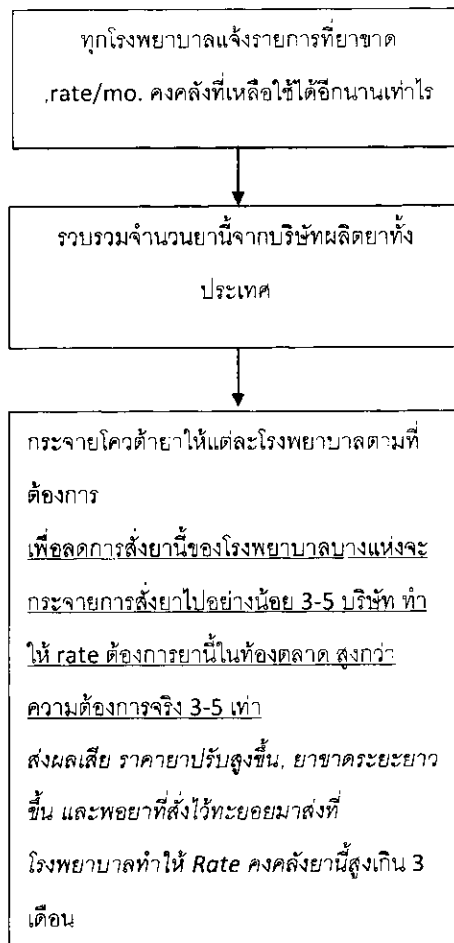 ทุกโรงพยาบาลแจ้งรายการที่ยาขาด
,rate/mo. คงคลังที่เหลือใช้ได้อีกนานเท่าไร
รวบรวมจำนวนยานี้จากบริษัทผลิตยาทั้ง
ประเทศ
กระจายโควต้ายาให้แต่ละโรงพยาบาลตามที่
ต้องการ
เพื่อลดการสั่งยานี้ของโรงพยาบาลบางแห่งจะ
กระจายการสั่งยาไปอย่างน้อย 3-5 บริษัท ทำ
ให้ rate ต้องการยานี้ในท้องตลาด สูงกว่า
ความต้องการจริง 3-5 เท่า
ส่งผลเสีย ราคายาปรับสูงขึ้น, ยาขาดระยะยาว
ขึ้น และพอยาที่สั่งไว้ทะยอยมาส่งที่
โรงพยาบาลทำให้ Rate คงคลังยานี้สูงเกิน 3
เดือน